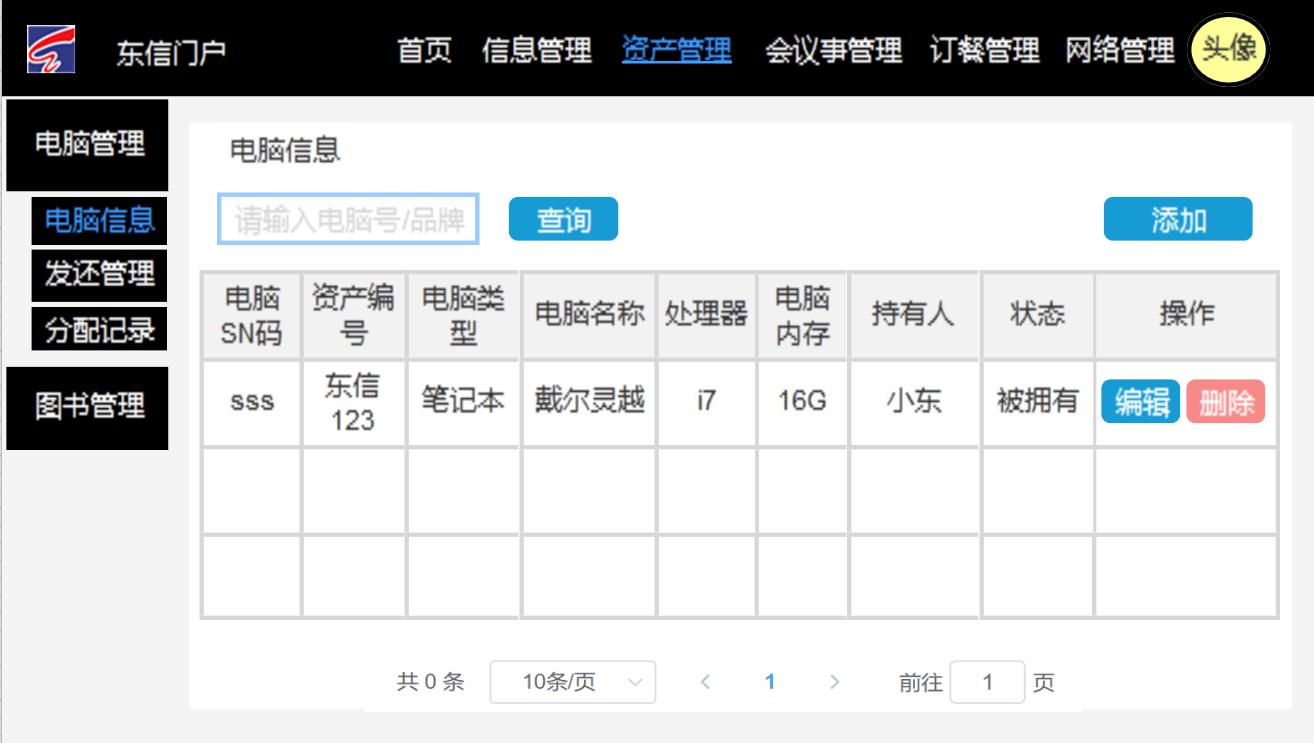 东信门户
首页 信息管理 资产管理 会议事管理 订餐管理 网络管理 头像
电脑管理
电脑信息
发还管理
分配记录
图书管理
电脑信息
请输入电脑号/品牌 查询 添加
电脑
SN码
资产编
号
电脑类
型
电脑名称
处理器
电脑
内存
持有人
状态
操作
sss
东信
123
笔记本
戴尔灵越
i7
16G
小东
被拥有
编辑 删除
共 0 条 10条/页 1 前往 1 页